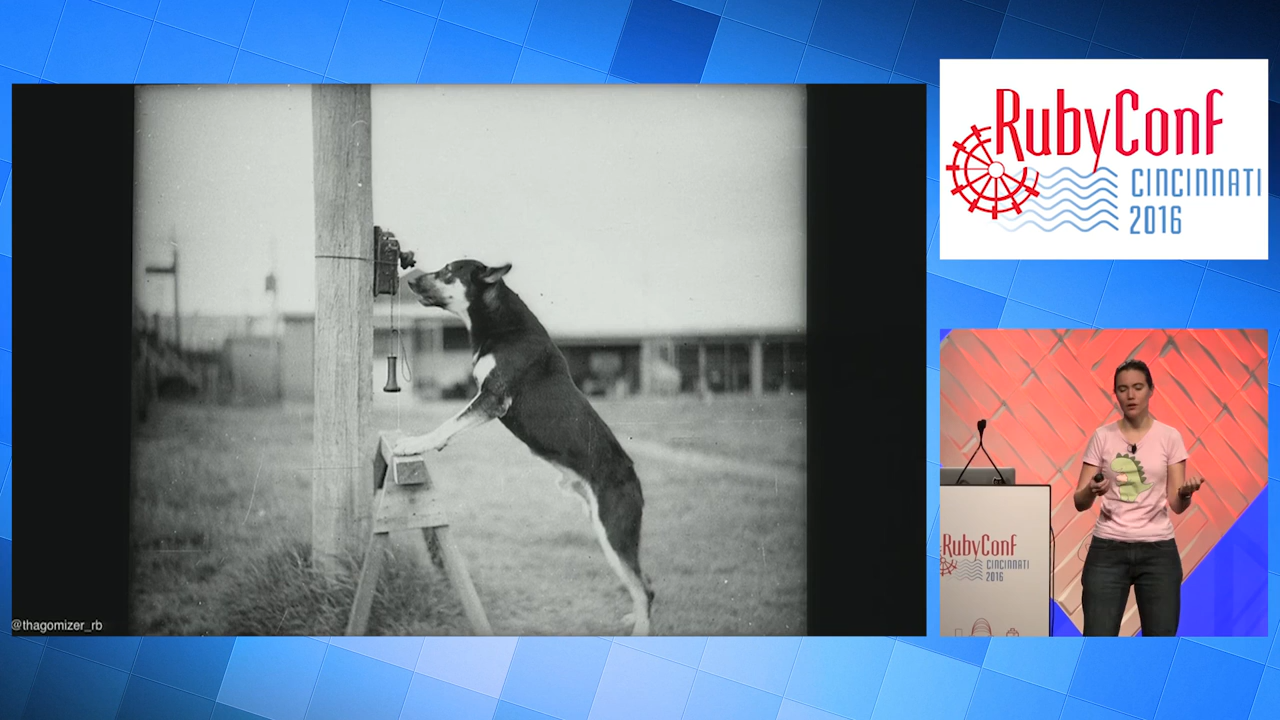 RubyConf
CINCINNATI
2016
@thagomizer_rb
RubyConf
CINCINNATI
2016